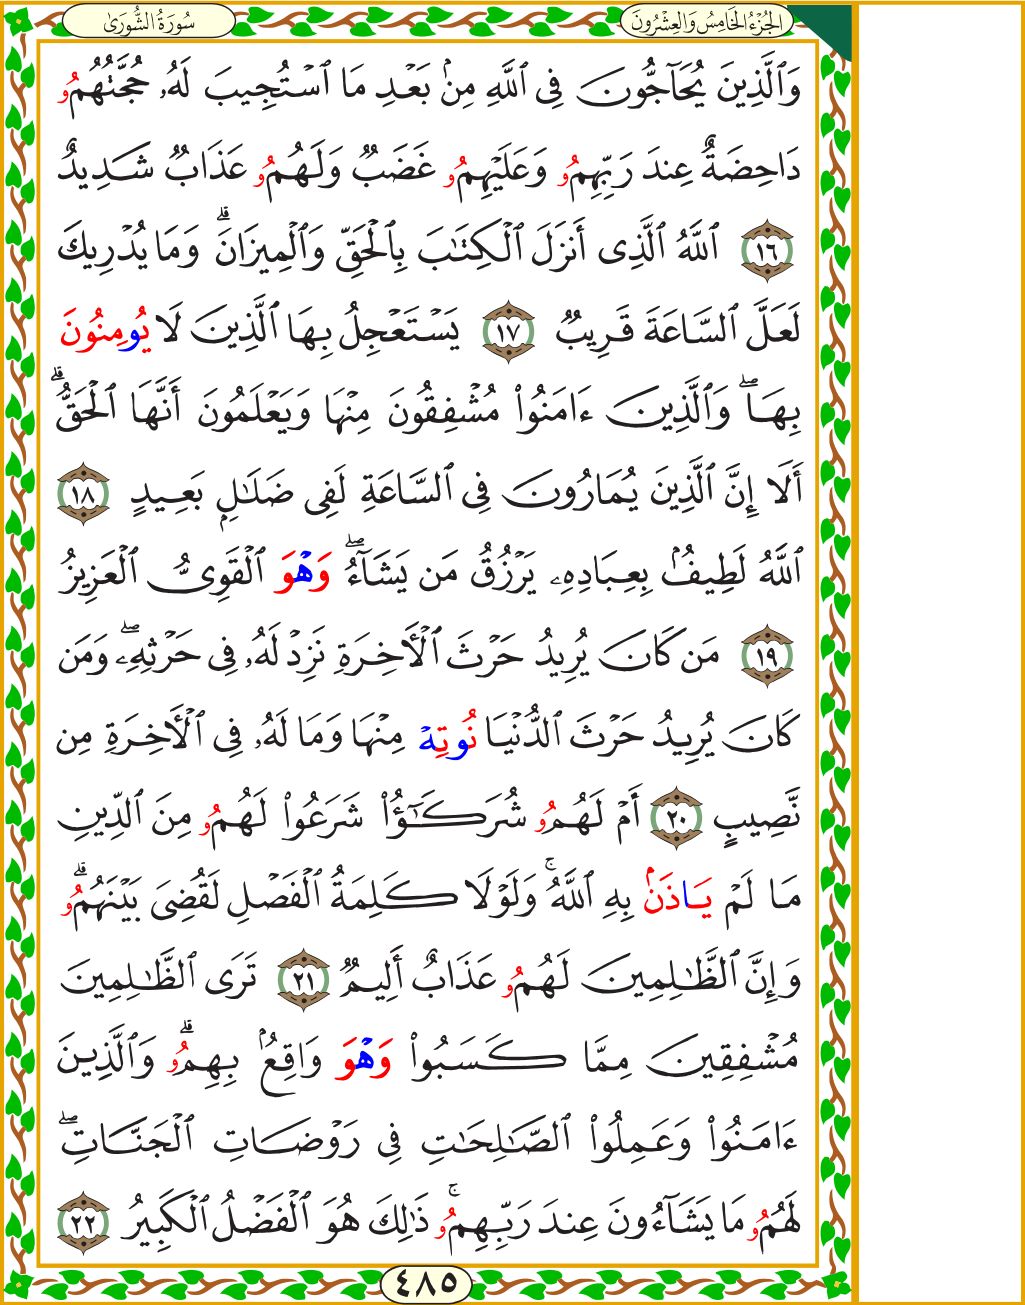 الجُزْءُ الخَامِسُ وَالعِشْرُونَ
سُورَةُ الشُّورَىٰ
وَٱلَّذِينَ يُحَآجُّونَ فِى ٱللَّهِ مِنۢ بَعْدِ مَا ٱسْتُجِيبَ لَهُۥ حُجَّتُهُمُۥ
دَاحِضَةٌ عِندَ رَبِّهِمُۥ وَعَلَيْهِمُۥ غَضَبٌ وَلَهُمُۥ عَذَابٌ شَدِيدٌ
١٦ ٱللَّهُ ٱلَّذِى أَنزَلَ ٱلْكِتَٰبَ بِٱلْحَقِّ وَٱلْمِيزَانَۗ وَمَا يُدْرِيكَ
لَعَلَّ ٱلسَّاعَةَ قَرِيبٌ ١٧ يَسْتَعْجِلُ بِهَا ٱلَّذِينَ لَا يُومِنُونَ
بِهَاۖ وَٱلَّذِينَ ءَامَنُوا۟ مُشْفِقُونَ مِنْهَا وَيَعْلَمُونَ أَنَّهَا ٱلْحَقُّۗ
أَلَا إِنَّ ٱلَّذِينَ يُمَارُونَ فِى ٱلسَّاعَةِ لَفِى ضَلَٰلٍۭ بَعِيدٍ ١٨
ٱللَّهُ لَطِيفٌۢ بِعِبَادِهِۦ يَرْزُقُ مَن يَشَآءُۖ وَهْوَ ٱلْقَوِىُّ ٱلْعَزِيزُ
١٩ مَن كَانَ يُرِيدُ حَرْثَ ٱلْأَخِرَةِ نَزِدْ لَهُۥ فِى حَرْثِهِۦۖ وَمَن
كَانَ يُرِيدُ حَرْثَ ٱلدُّنْيَا نُوتِهْ مِنْهَا وَمَا لَهُۥ فِى ٱلْأَخِرَةِ مِن
نَّصِيبٍ ٢٠ أَمْ لَهُمُۥ شُرَكَٰٓؤُا۟ شَرَعُوا۟ لَهُمُۥ مِنَ ٱلدِّينِ
مَا لَمْ يَاذَنۢ بِهِ ٱللَّهُۚ وَلَوْلَا كَلِمَةُ ٱلْفَصْلِ لَقُضِىَ بَيْنَهُمُۥۗ
وَإِنَّ ٱلظَّٰلِمِينَ لَهُمُۥ عَذَابٌ أَلِيمٌ ٢١ تَرَى ٱلظَّٰلِمِينَ
مُشْفِقِينَ مِمَّا كَسَبُوا۟ وَهْوَ وَاقِعٌۢ بِهِمُۥۗ وَٱلَّذِينَ
ءَامَنُوا۟ وَعَمِلُوا۟ ٱلصَّٰلِحَٰتِ فِى رَوْضَاتِ ٱلْجَنَّاتِۖ
لَهُمُۥ مَا يَشَآءُونَ عِندَ رَبِّهِمُۥۚ ذَٰلِكَ هُوَ ٱلْفَضْلُ ٱلْكَبِيرُ ٢٢
٤٨٥